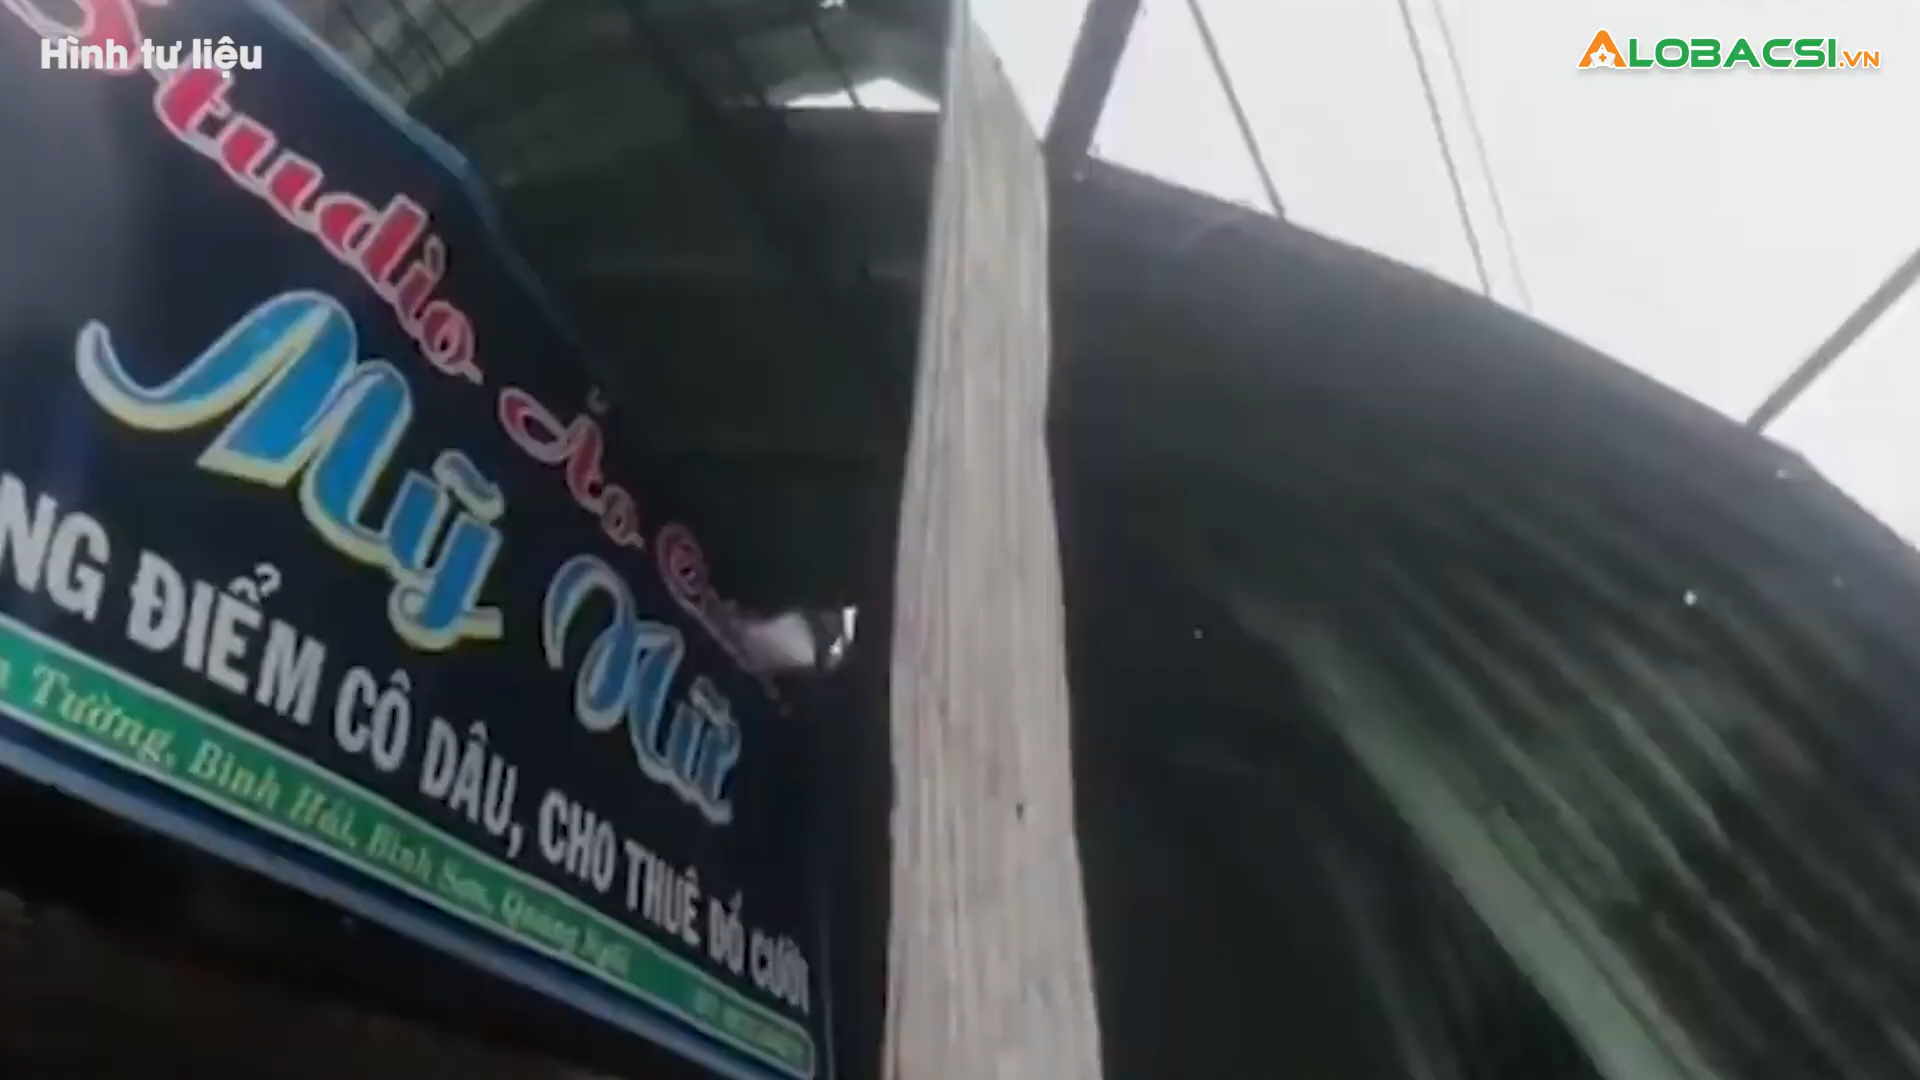 Hình tư liệu
ALOBACSI.VN
Studio Áo
Mỹ Nữ
NG ĐIỂM CÔ DÂU, CHO THUÊ ĐỒ CƯỚI
Tường, Bình Hải, Bình Sơn, Quảng Ngãi